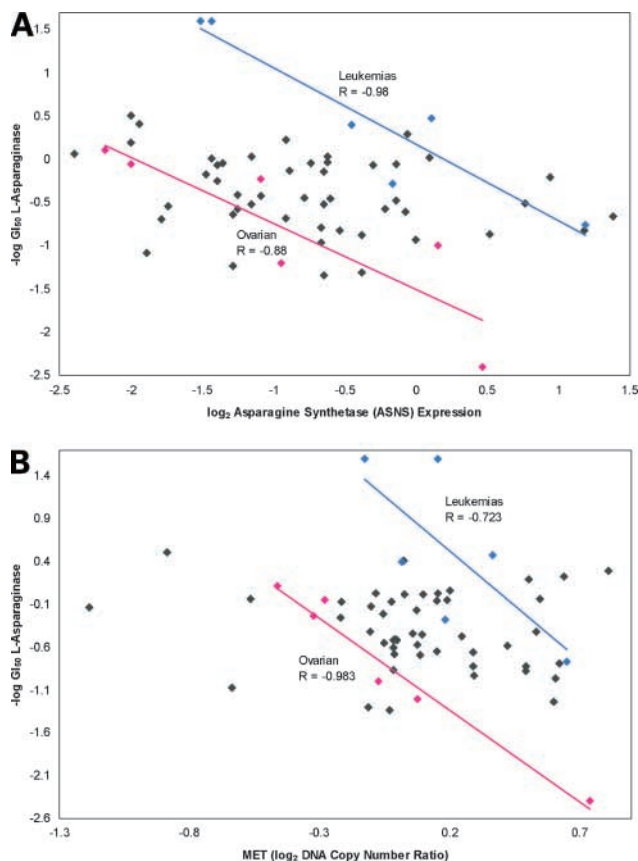 A
-1.5
1
0.5
0
-0.5
-1
-1.5
-2
-2.5
-log GI₅₀ L-Asparaginase
Leukemias
R = -0.98
Ovarian
R = -0.88
-2.5 -2 -1.5 -1 -0.5 0 0.5 1 1.5
log₂ Asparagine Synthetase (ASNS) Expression
B
1.4
0.9
0.4
-0.1
-0.6
-1.1
-1.6
-2.1
-2.6
-log GI₅₀ L-Asparaginase
Leukemias
R = -0.723
Ovarian
R = -0.983
-1.3 -0.3 0.2 0.7
MET (log₂ DNA Copy Number Ratio)